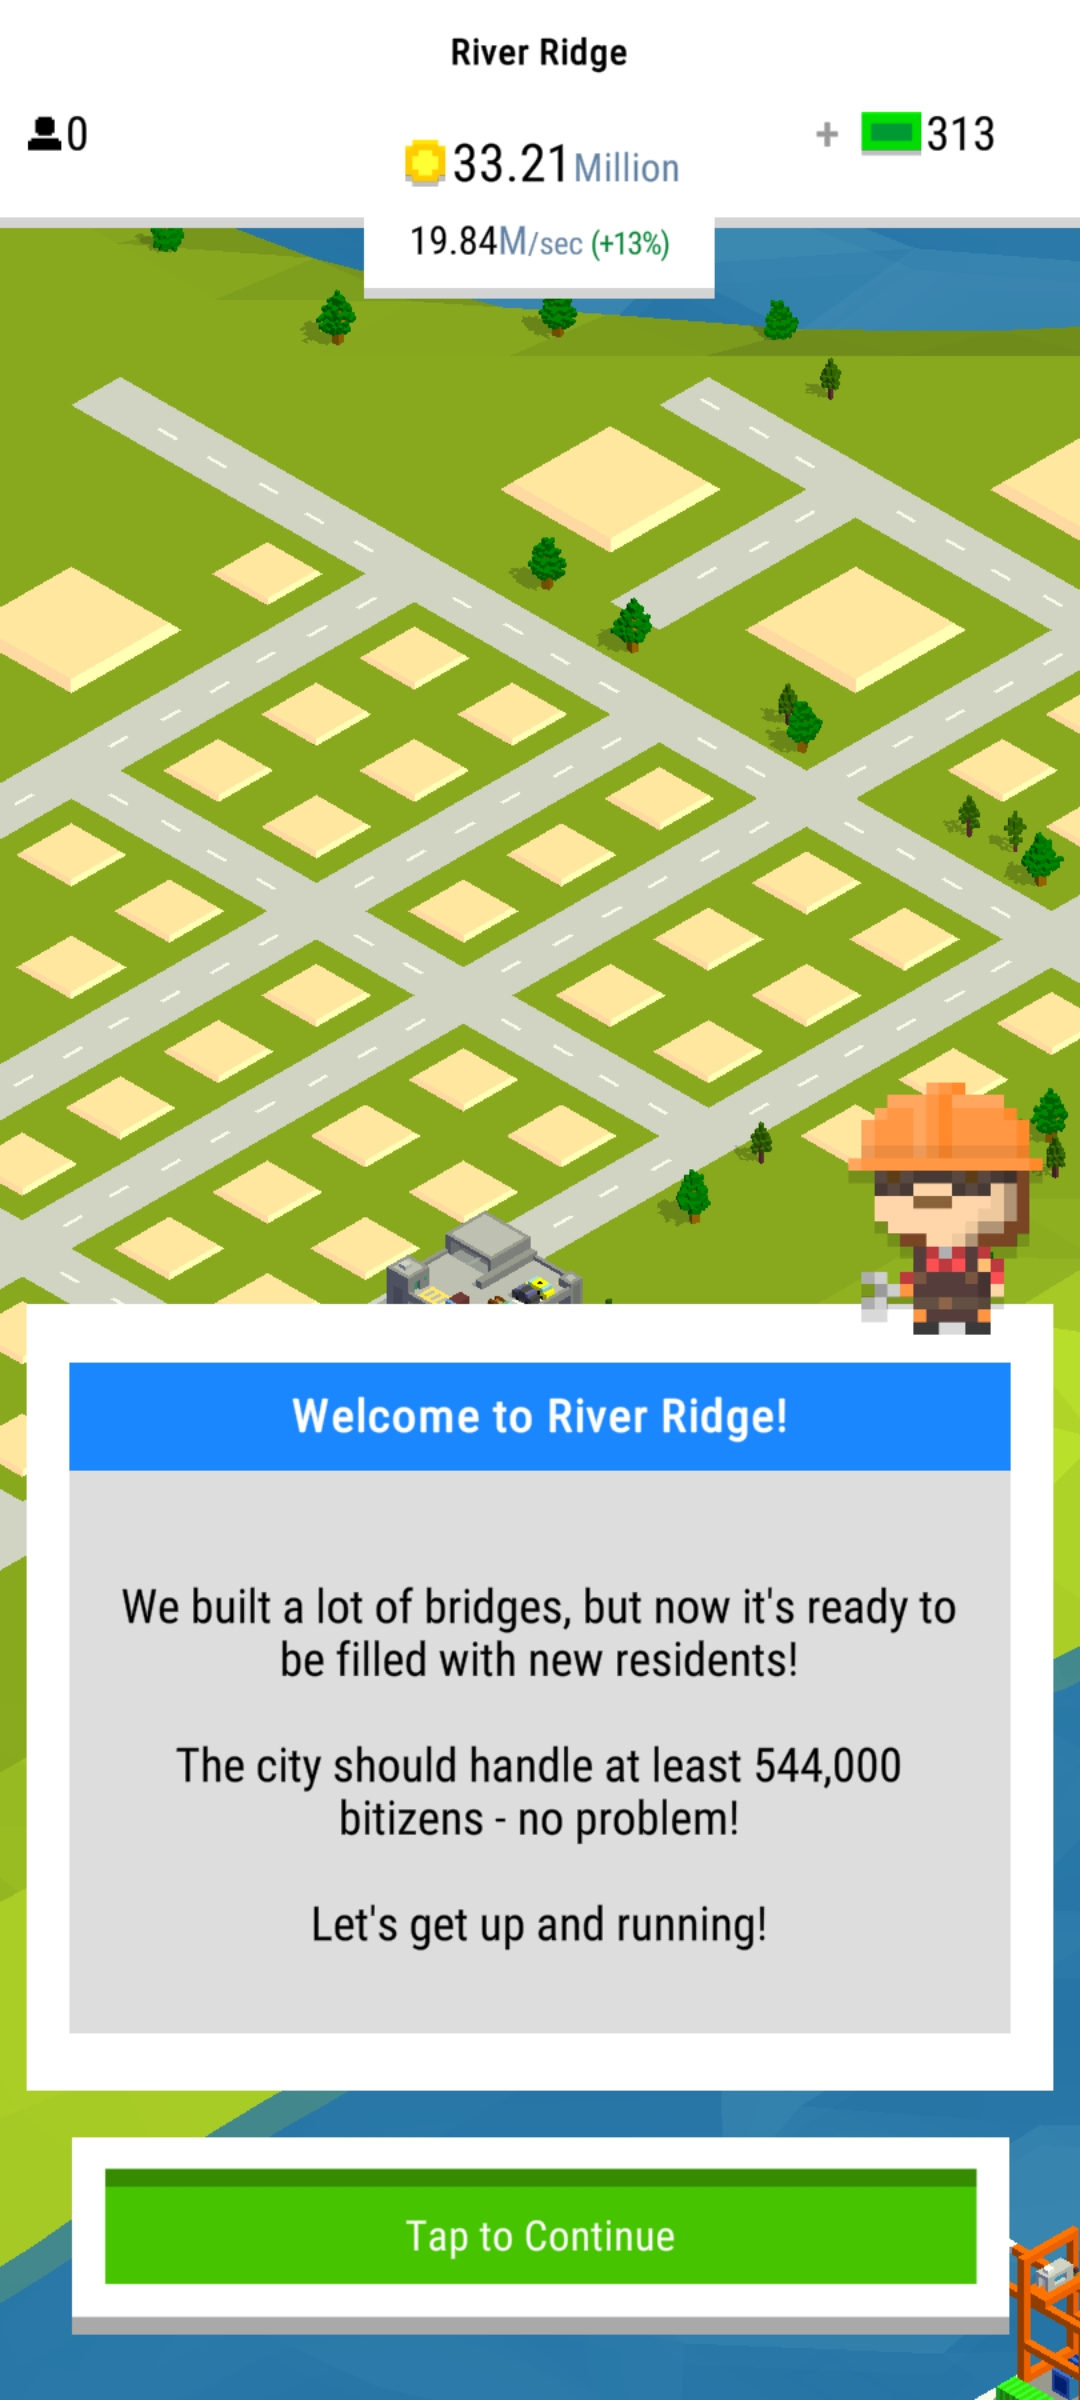 River Ridge
0
33.21Million
+ 313
19.84M/sec (+13%)
Welcome to River Ridge!
We built a lot of bridges, but now it's ready to
be filled with new residents!
The city should handle at least 544,000
bitizens - no problem!
Let's get up and running!
Tap to Continue